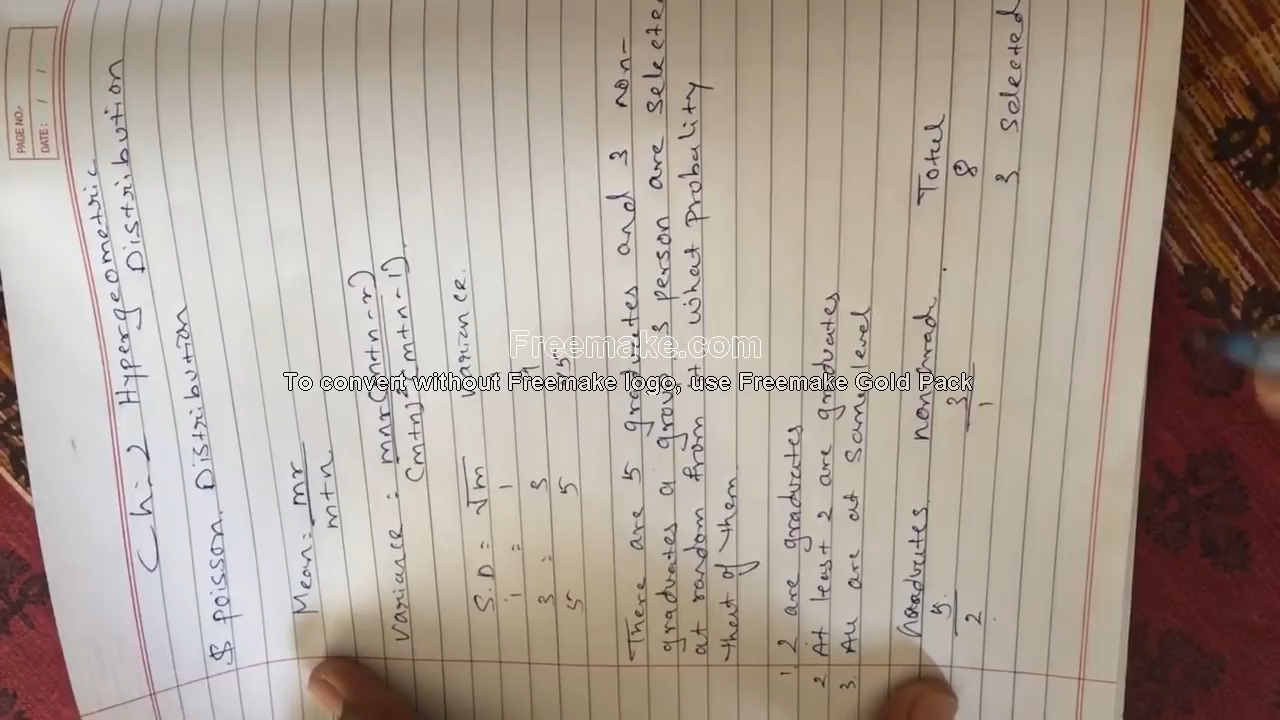 PAGE NO.:
DATE: / /
Ch. 2 Hypergeometric
& Poisson. Distribution Distribution
Mean = mr
m+n
variance : mnr(m+n-r)
(m+n)² (m+n-1)
S.D = √m variance.
1 = 1
3 = 3
5 5 5
There are 5 graduates and 3 non-
graduates a group 3 person are selected
at random from it what probality
that of them
1. 2 are graduates
2. At least 2 are graduates
3. All are at same level
nongrad. Total
5 3 8
2 1 3 selected
Freemake.com
To convert without Freemake logo, use Freemake Gold Pack